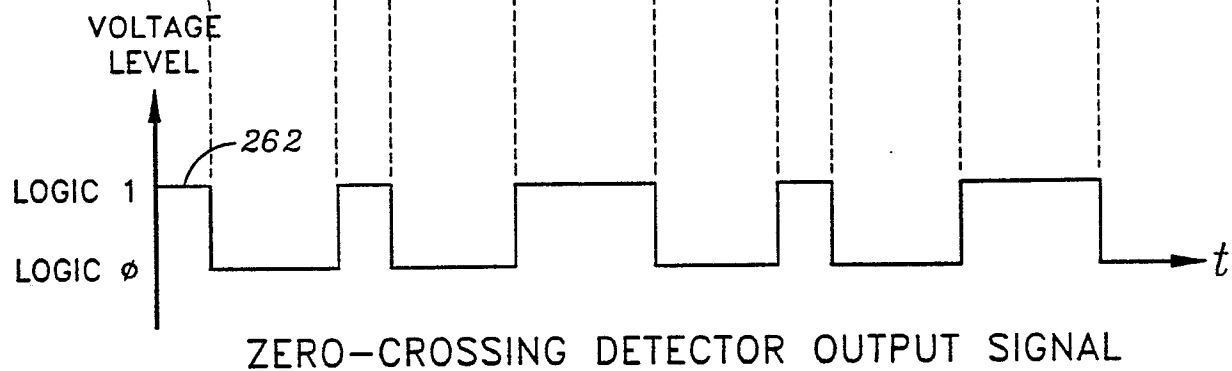 VOLTAGE
LEVEL
262
LOGIC 1
LOGIC ø
t
ZERO-CROSSING DETECTOR OUTPUT SIGNAL